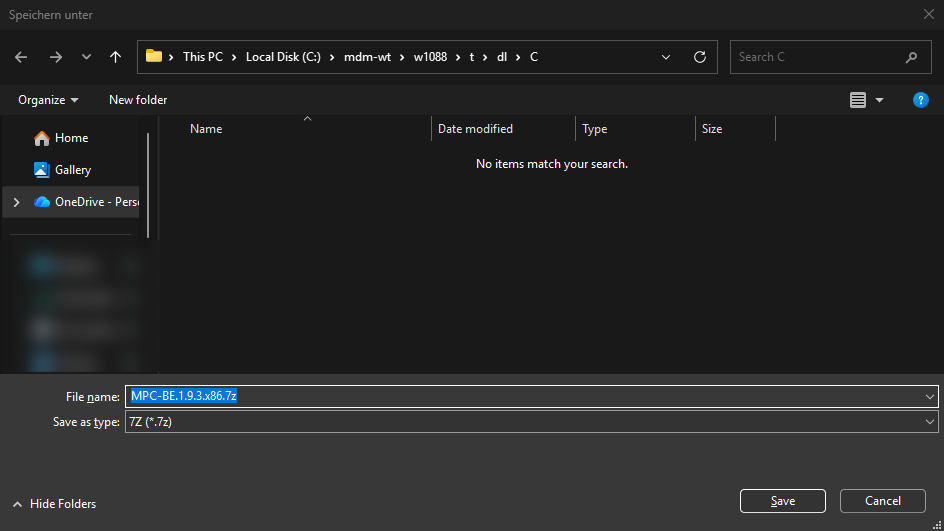 Speichern unter
This PC Local Disk (C:) mdm-wt w1088 t dl C
Search C
Organize New folder
Name Date modified Type Size
Home
Gallery
OneDrive - Perso
No items match your search.
File name: MPC-BE.1.9.3.x86.7z
Save as type: 7Z (*.7z)
Hide Folders Save Cancel